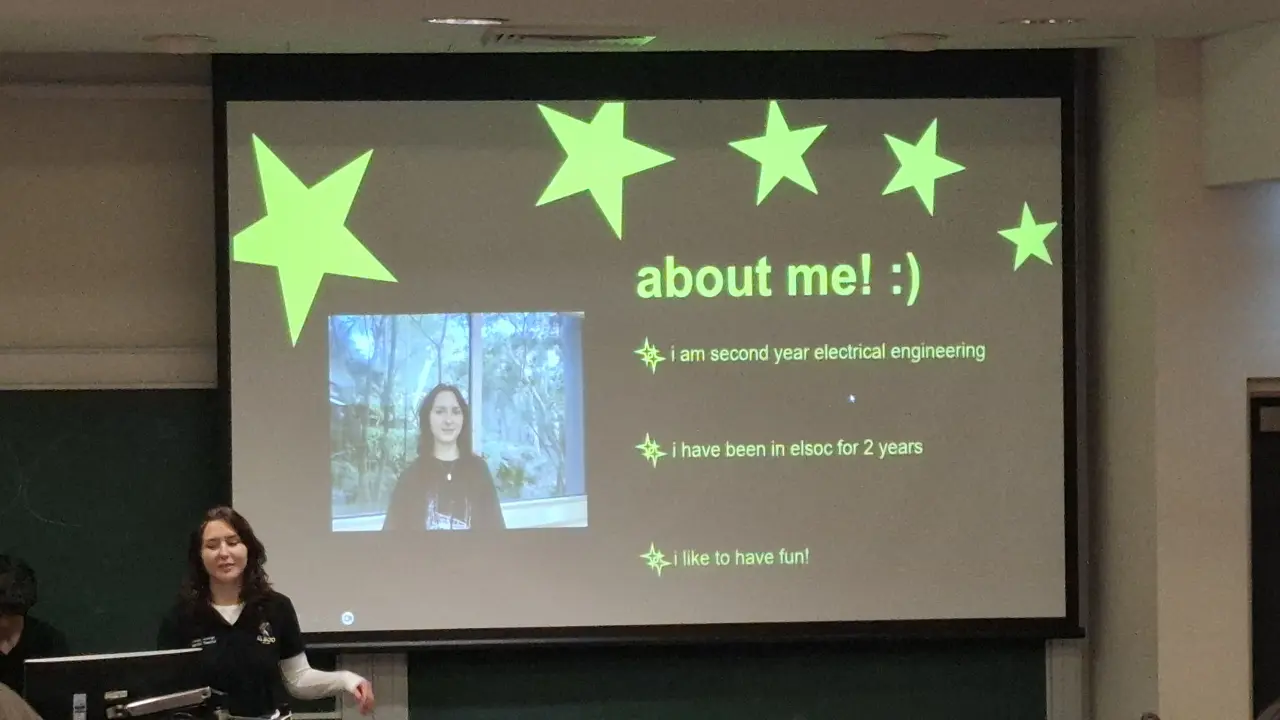 about me! :)
i am second year electrical engineering
i have been in elsoc for 2 years
i like to have fun!